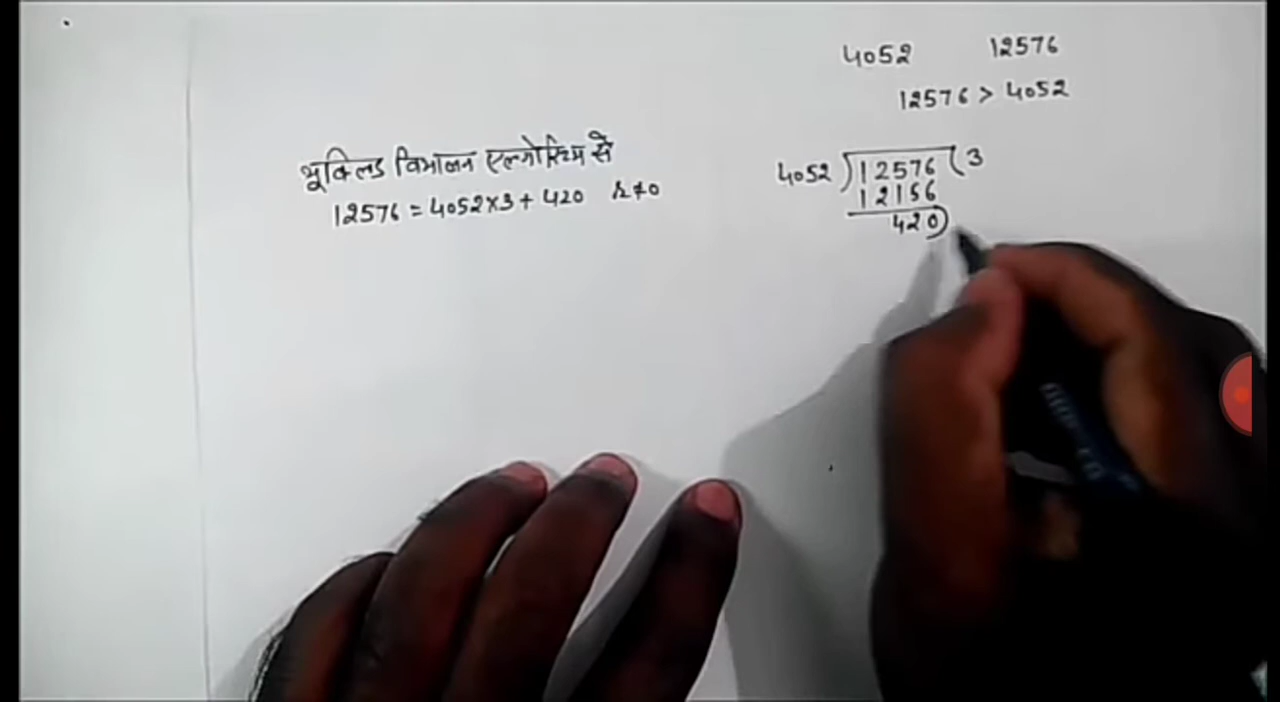 4052 12576
12576 > 4052
यूक्लिड विभाजन एल्गोरिथ्म से
12576 = 4052×3 + 420 r≠0
4052 ) 12576 ( 3
12156
420 )